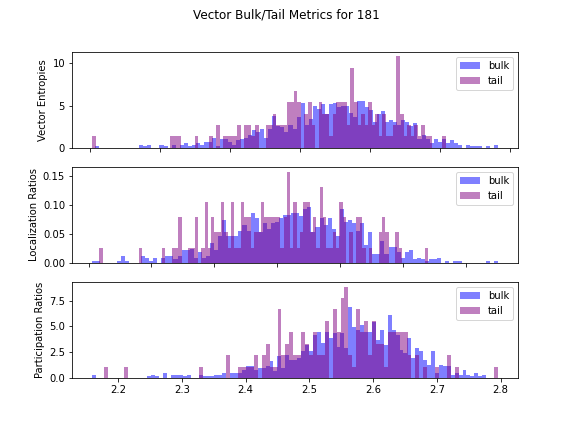 Vector Bulk/Tail Metrics for 181
Vector Entropies
10
5
0
bulk
tail
Localization Ratios
0.15
0.10
0.05
0.00
bulk
tail
Participation Ratios
7.5
5.0
2.5
0.0
bulk
tail
2.2 2.3 2.4 2.5 2.6 2.7 2.8